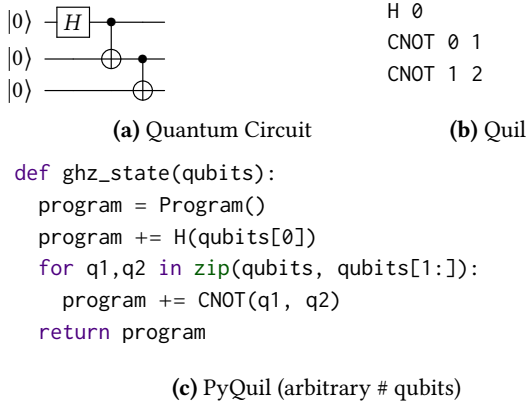 |0⟩ H
|0⟩
|0⟩
(a) Quantum Circuit
H 0
CNOT 0 1
CNOT 1 2
(b) Quil
def ghz_state(qubits):
  program = Program()
  program += H(qubits[0])
  for q1,q2 in zip(qubits, qubits[1:]):
    program += CNOT(q1, q2)
  return program
(c) PyQuil (arbitrary # qubits)